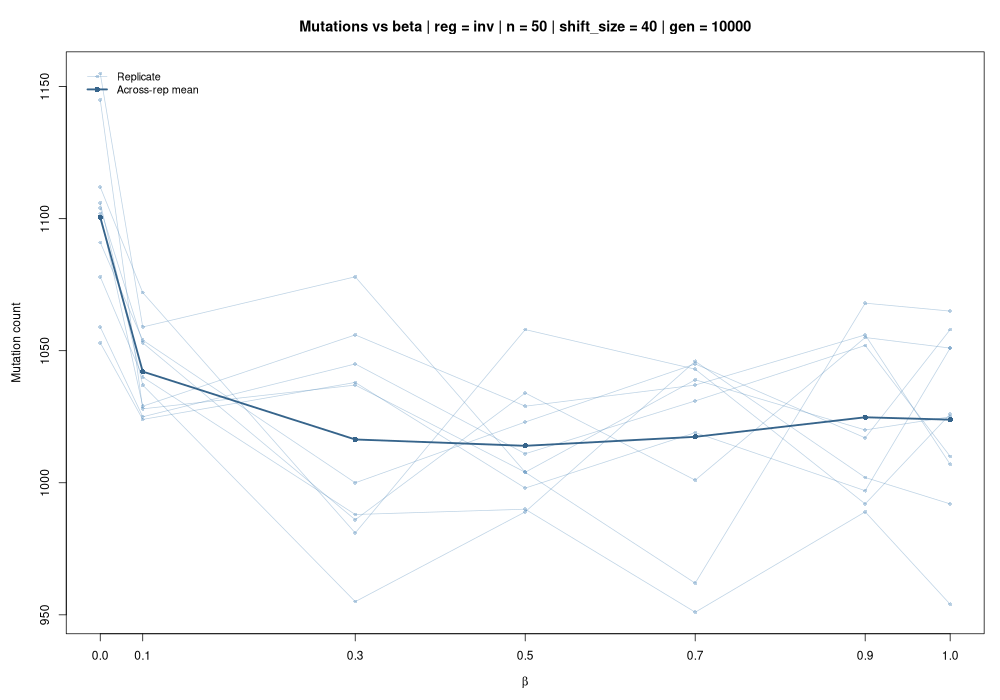 Mutations vs beta | reg = inv | n = 50 | shift_size = 40 | gen = 10000
Replicate
Across-rep mean
Mutation count
1150
1100
1050
1000
950
0.0 0.1 0.3 0.5 0.7 0.9 1.0
β